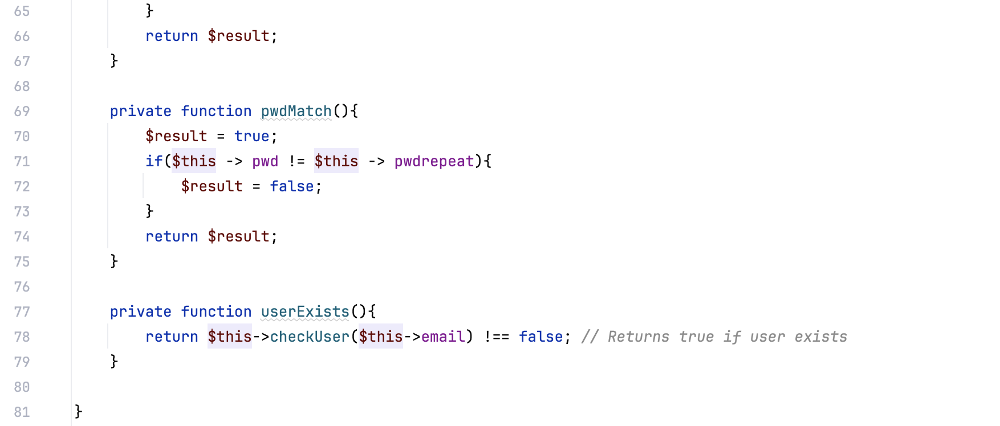 65 }
66 return $result;
67 }
68
69 private function pwdMatch(){
70 $result = true;
71 if($this -> pwd != $this -> pwdrepeat){
72 $result = false;
73 }
74 return $result;
75 }
76
77 private function userExists(){
78 return $this->checkUser($this->email) !== false; // Returns true if user exists
79 }
80
81 }